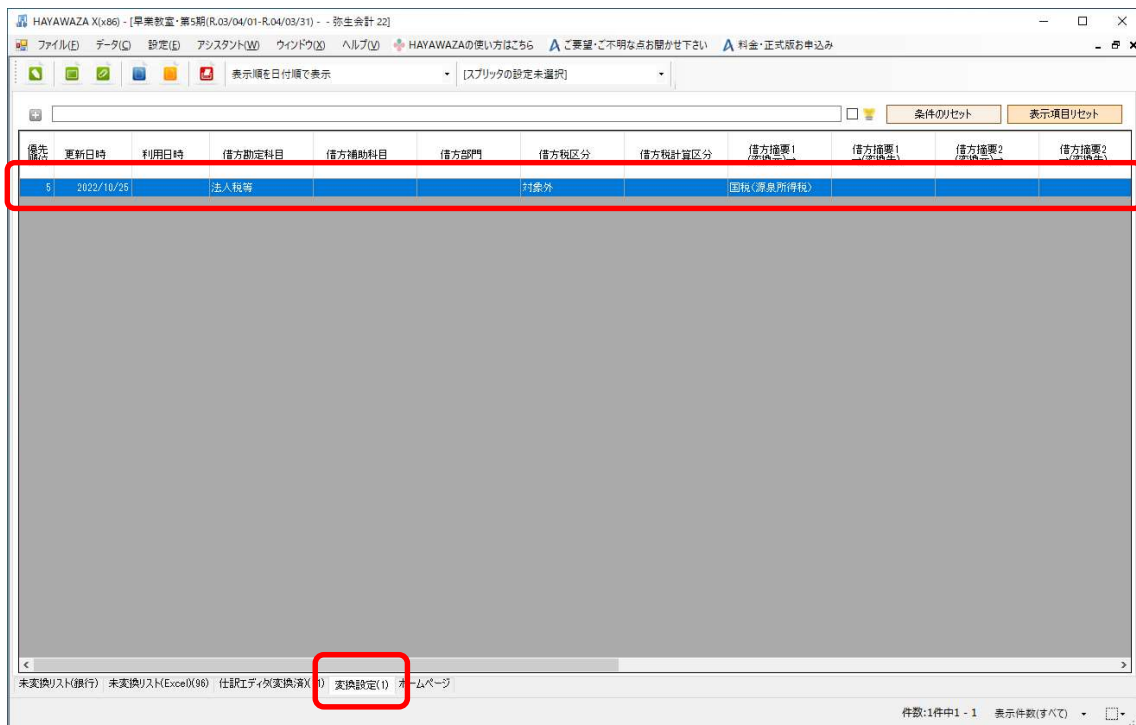 HAYAWAZA X(x86) - [早業教室・第5期(R.03/04/01-R.04/03/31) - - 弥生会計 22]
ファイル(F) データ(C) 設定(E) アシスタント(W) ウィンドウ(X) ヘルプ(V) HAYAWAZAの使い方はこちら ご要望・ご不明な点お聞かせ下さい 料金・正式版お申込み
表示順を日付順で表示 [スプリッタの設定未選択]
条件のリセット 表示項目リセット
優先順位 更新日時 利用日時 借方勘定科目 借方補助科目 借方部門 借方税区分 借方税計算区分 借方摘要1(変換元)→ 借方摘要1→(変換先) 借方摘要2(変換元)→ 借方摘要2→(変換先)
5 2022/10/25 法人税等 対象外 国税(源泉所得税)
未変換リスト(銀行) 未変換リスト(Excel)(96) 仕訳エディタ(変換済)( 1) 変換設定(1) ホームページ
件数:1件中1 - 1 表示件数(すべて)